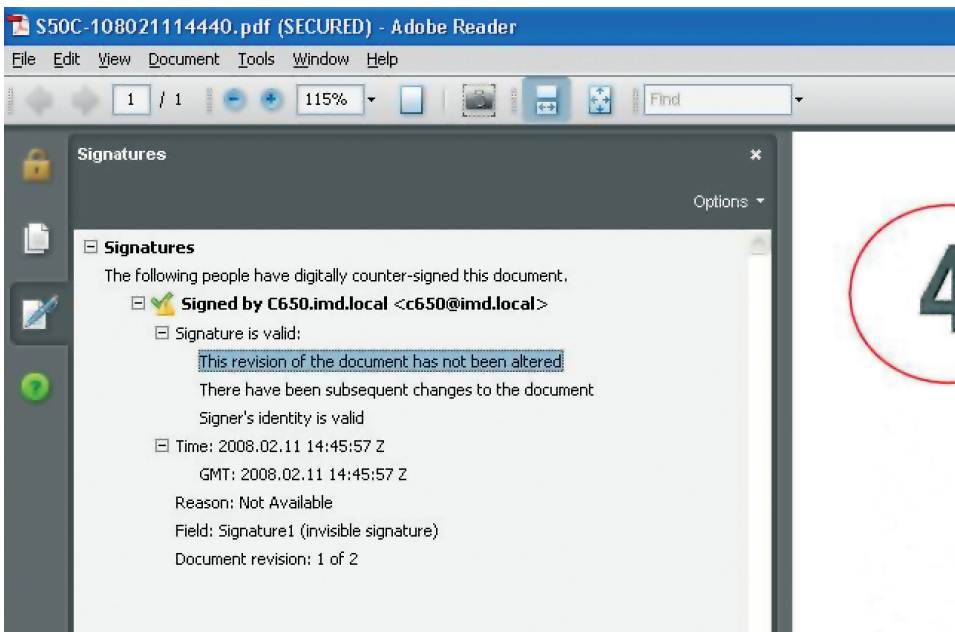 S50C-108021114440.pdf (SECURED) - Adobe Reader
File Edit View Document Tools Window Help
1 / 1 115% Find
Signatures
Options
Signatures
The following people have digitally counter-signed this document.
Signed by C650.imd.local <c650@imd.local>
Signature is valid:
This revision of the document has not been altered
There have been subsequent changes to the document
Signer's identity is valid
Time: 2008.02.11 14:45:57 Z
GMT: 2008.02.11 14:45:57 Z
Reason: Not Available
Field: Signature1 (invisible signature)
Document revision: 1 of 2
4